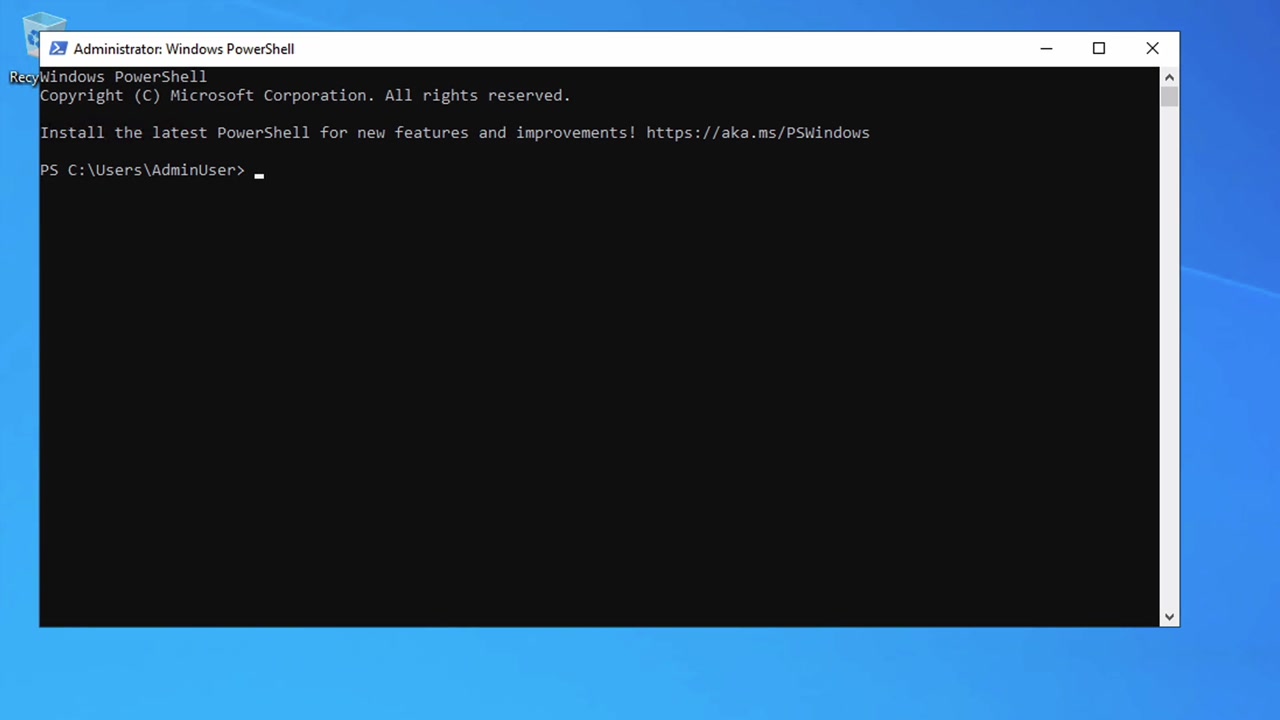 Administrator: Windows PowerShell
Recy
Windows PowerShell
Copyright (C) Microsoft Corporation. All rights reserved.
Install the latest PowerShell for new features and improvements! https://aka.ms/PSWindows
PS C:\Users\AdminUser>